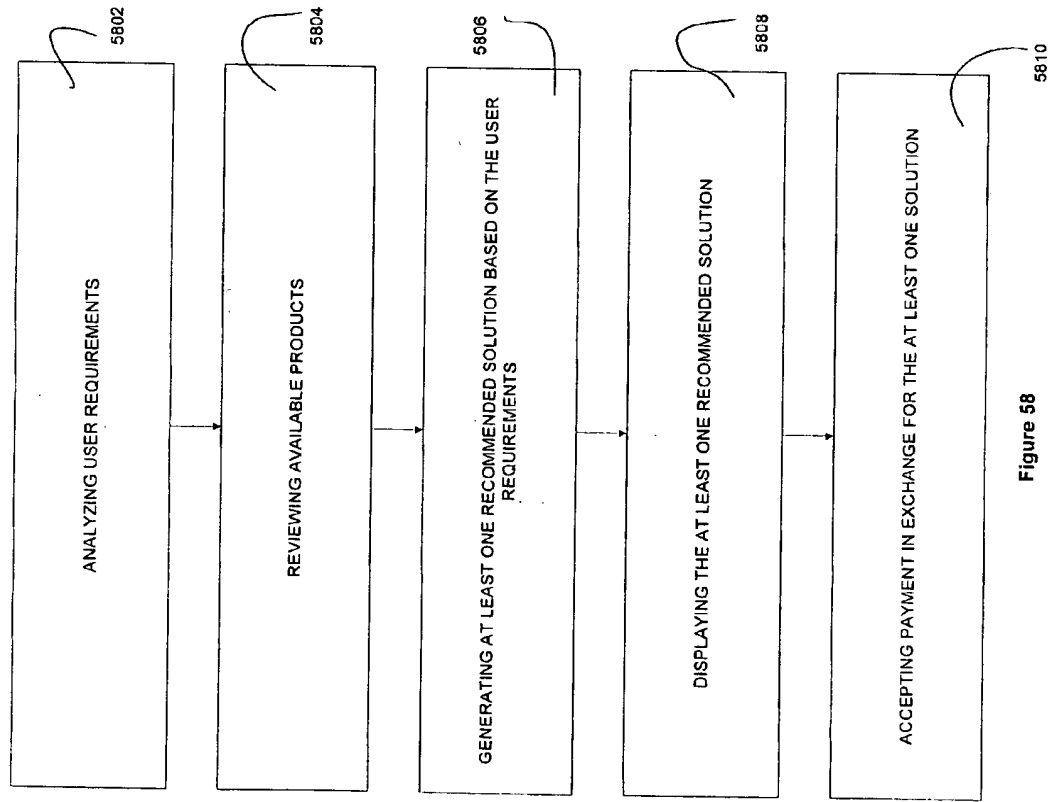 5802
ANALYZING USER REQUIREMENTS
5804
REVIEWING AVAILABLE PRODUCTS
5806
GENERATING AT LEAST ONE RECOMMENDED SOLUTION BASED ON THE USER
REQUIREMENTS
5808
DISPLAYING THE AT LEAST ONE RECOMMENDED SOLUTION
5810
ACCEPTING PAYMENT IN EXCHANGE FOR THE AT LEAST ONE SOLUTION
Figure 58